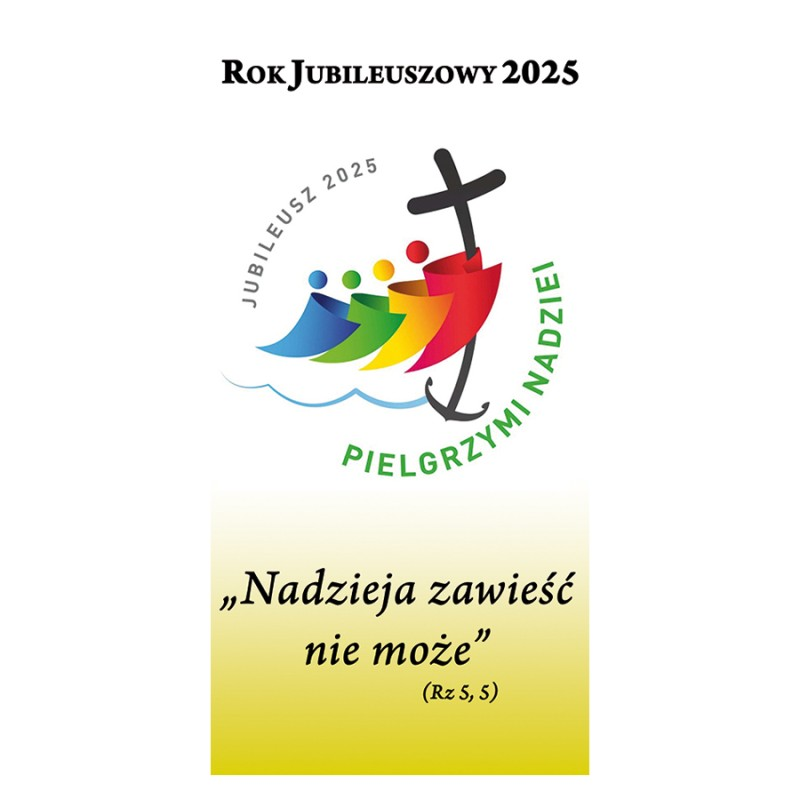 Rok Jubileuszowy 2025
JUBILEUSZ 2025
PIELGRZYMI NADZIEI
„Nadzieja zawieść
nie może”
(Rz 5, 5)